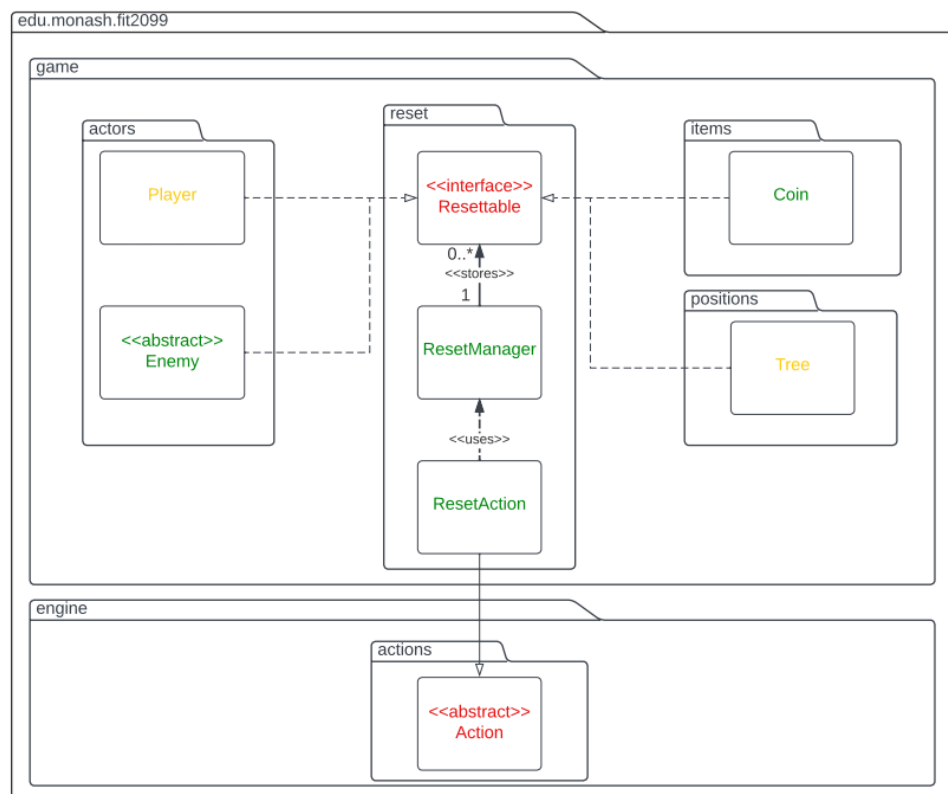 edu.monash.fit2099
game
actors
Player
<<abstract>>
Enemy
reset
<<interface>>
Resettable
0..*
<<stores>>
1
ResetManager
<<uses>>
ResetAction
items
Coin
positions
Tree
engine
actions
<<abstract>>
Action